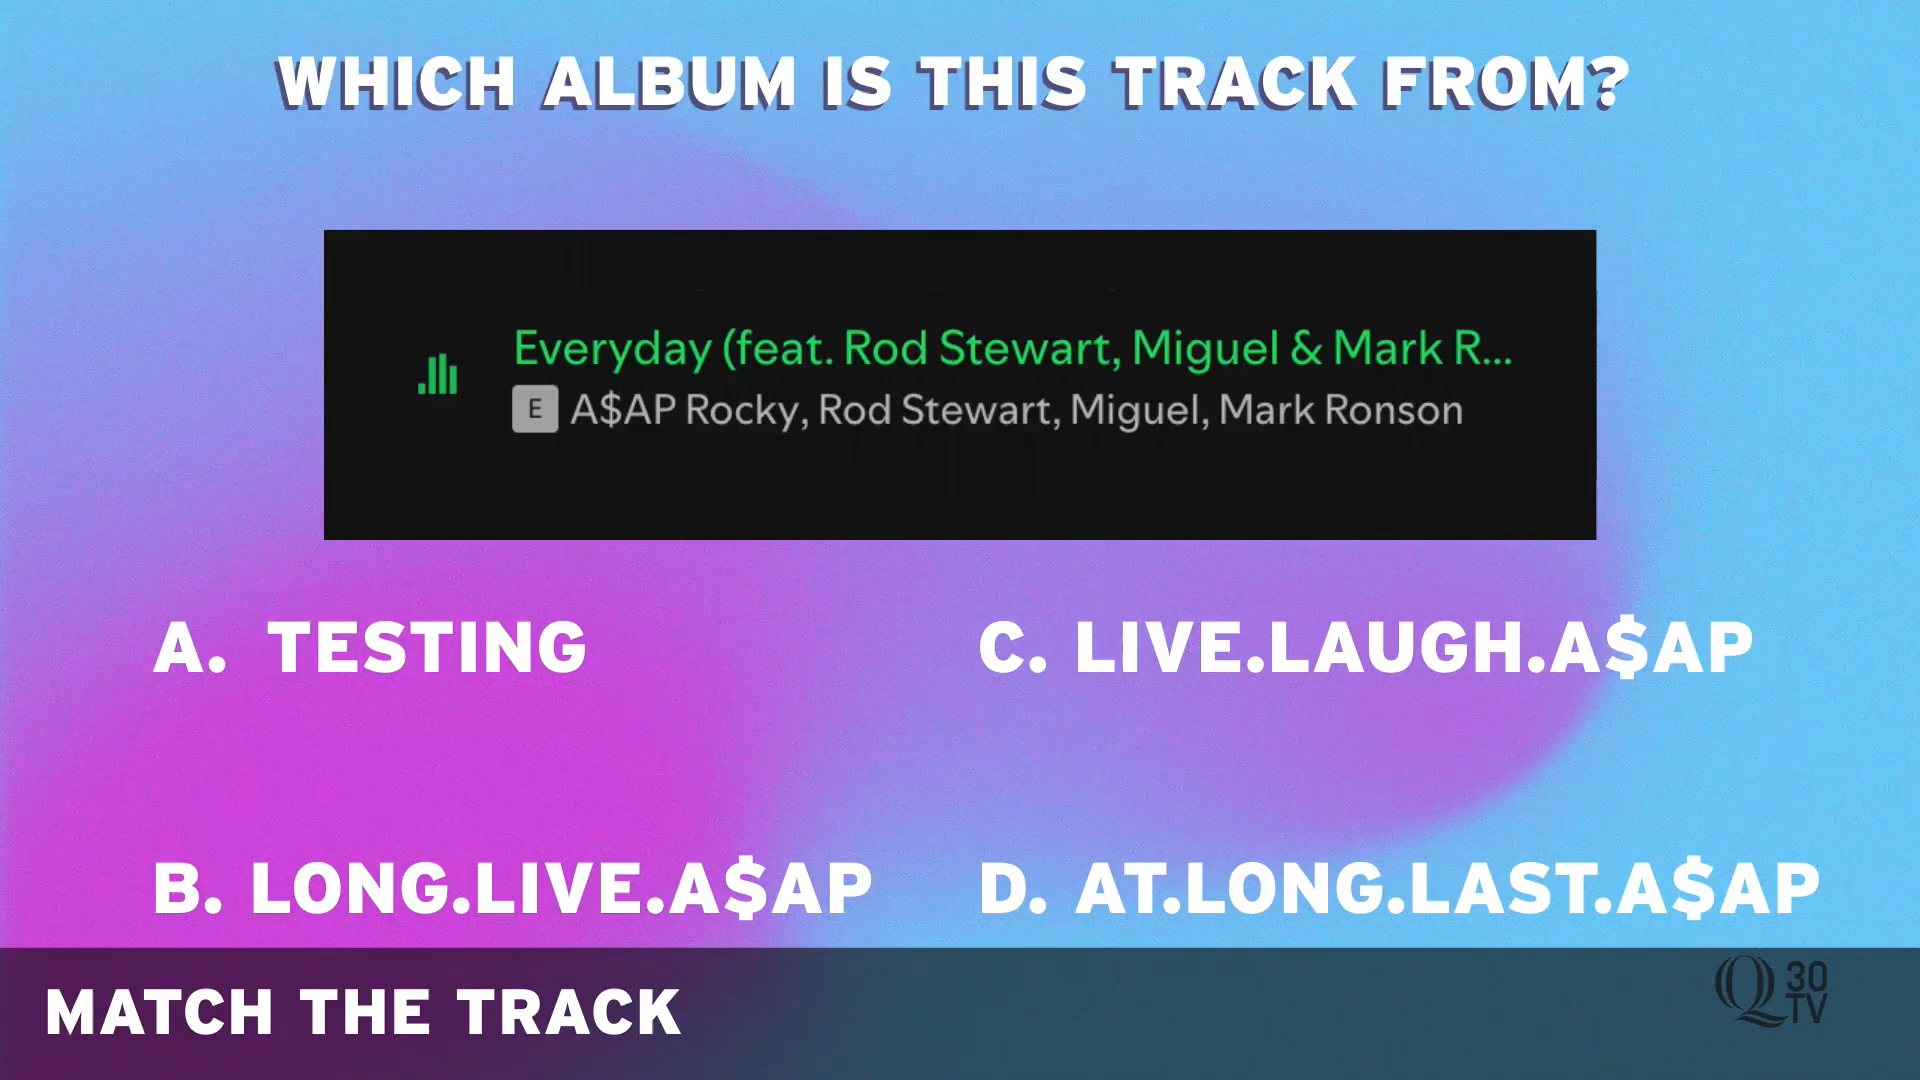 WHICH ALBUM IS THIS TRACK FROM?
Everyday (feat. Rod Stewart, Miguel & Mark R...
E A$AP Rocky, Rod Stewart, Miguel, Mark Ronson
A. TESTING
B. LONG.LIVE.A$AP
C. LIVE.LAUGH.A$AP
D. AT.LONG.LAST.A$AP
MATCH THE TRACK
Q 30
TV